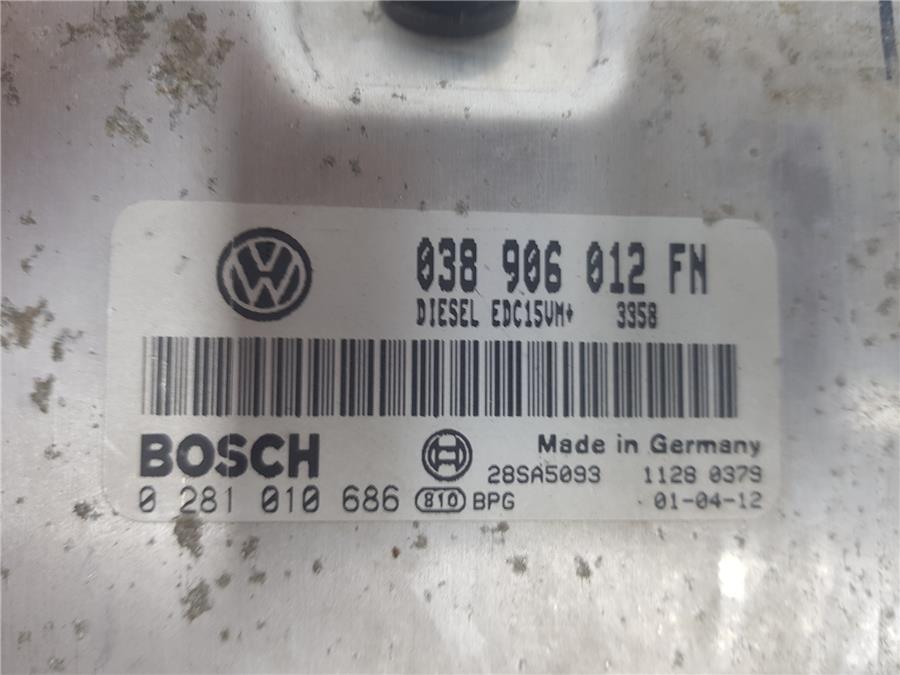 038 906 012 FN
DIESEL EDC15VM+ 3958
BOSCH
Made in Germany
28SA5093 1128 0379
0 281 010 686 810 BPG 01-04-12